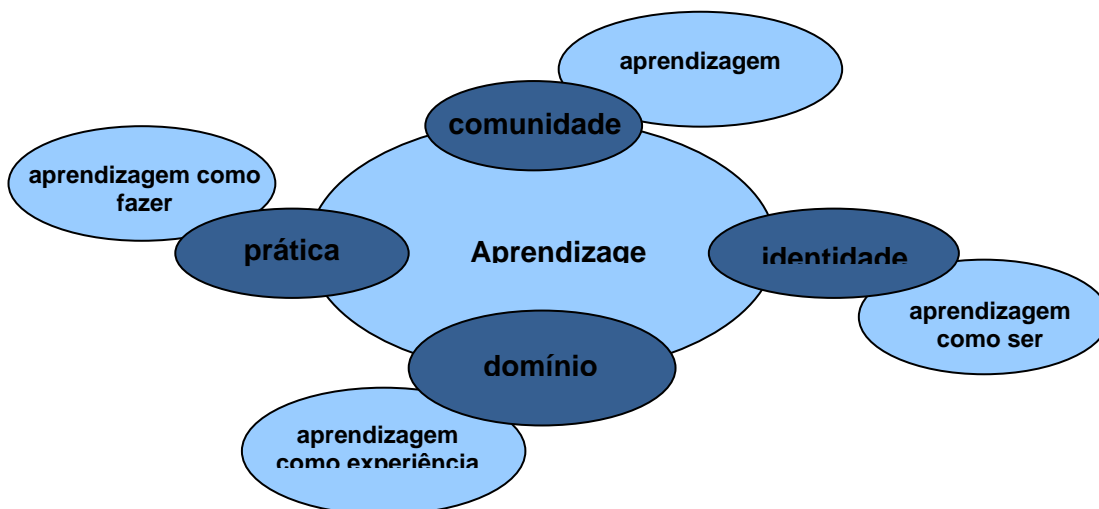 aprendizagem
comunidade
aprendizagem como
fazer
prática
Aprendizage
identidade
aprendizagem
como ser
domínio
aprendizagem
como experiência